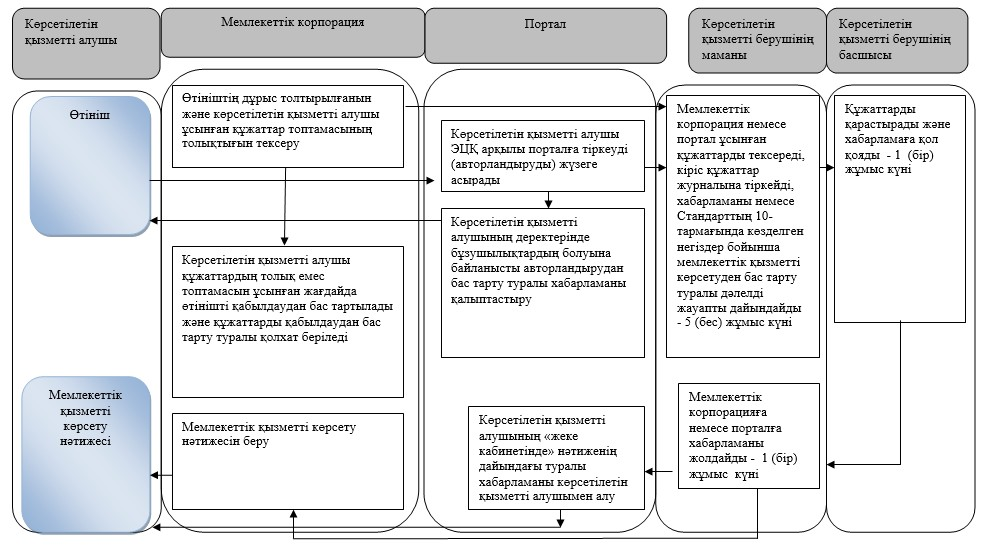 Көрсетілетін
қызметті алушы
Мемлекеттік корпорация
Портал
Көрсетілетін
қызметті берушінің
маманы
Көрсетілетін
қызметті берушінің
басшысы
Өтініш
Өтініштің дұрыс толтырылғанын
және көрсетілетін қызметті алушы
ұсынған құжаттар топтамасының
толықтығын тексеру
Көрсетілетін қызметті алушы
ЭЦҚ арқылы порталға тіркеуді
(авторландыруды) жүзеге
асырады
Мемлекеттік
корпорация немесе
портал ұсынған
құжаттарды тексереді,
кіріс құжаттар
журналына тіркейді,
хабарламаны немесе
Стандарттың 10-
тармағында көзделген
негіздер бойынша
мемлекеттік қызметті
көрсетуден бас тарту
туралы дәлелді
жауапты дайындайды
- 5 (бес) жұмыс күні
Құжаттарды
қарастырады және
хабарламаға қол
қояды - 1 (бір)
жұмыс күні
Көрсетілетін қызметті алушы
құжаттардың толық емес
топтамасын ұсынған жағдайда
өтінішті қабылдаудан бас тартылады
және құжаттарды қабылдаудан бас
тарту туралы қолхат беріледі
Көрсетілетін қызметті
алушының деректерінде
бұзушылықтардың болуына
байланысты авторландырудан
бас тарту туралы хабарламаны
қалыптастыру
Мемлекеттік
қызметті
көрсету
нәтижесі
Мемлекеттік қызметті көрсету
нәтижесін беру
Көрсетілетін қызметті
алушының «жеке
кабинетінде» нәтиженің
дайындағы туралы
хабарламаны көрсетілетін
қызметті алушымен алу
Мемлекеттік
корпорацияға
немесе порталға
хабарламаны
жолдайды - 1 (бір)
жұмыс күні